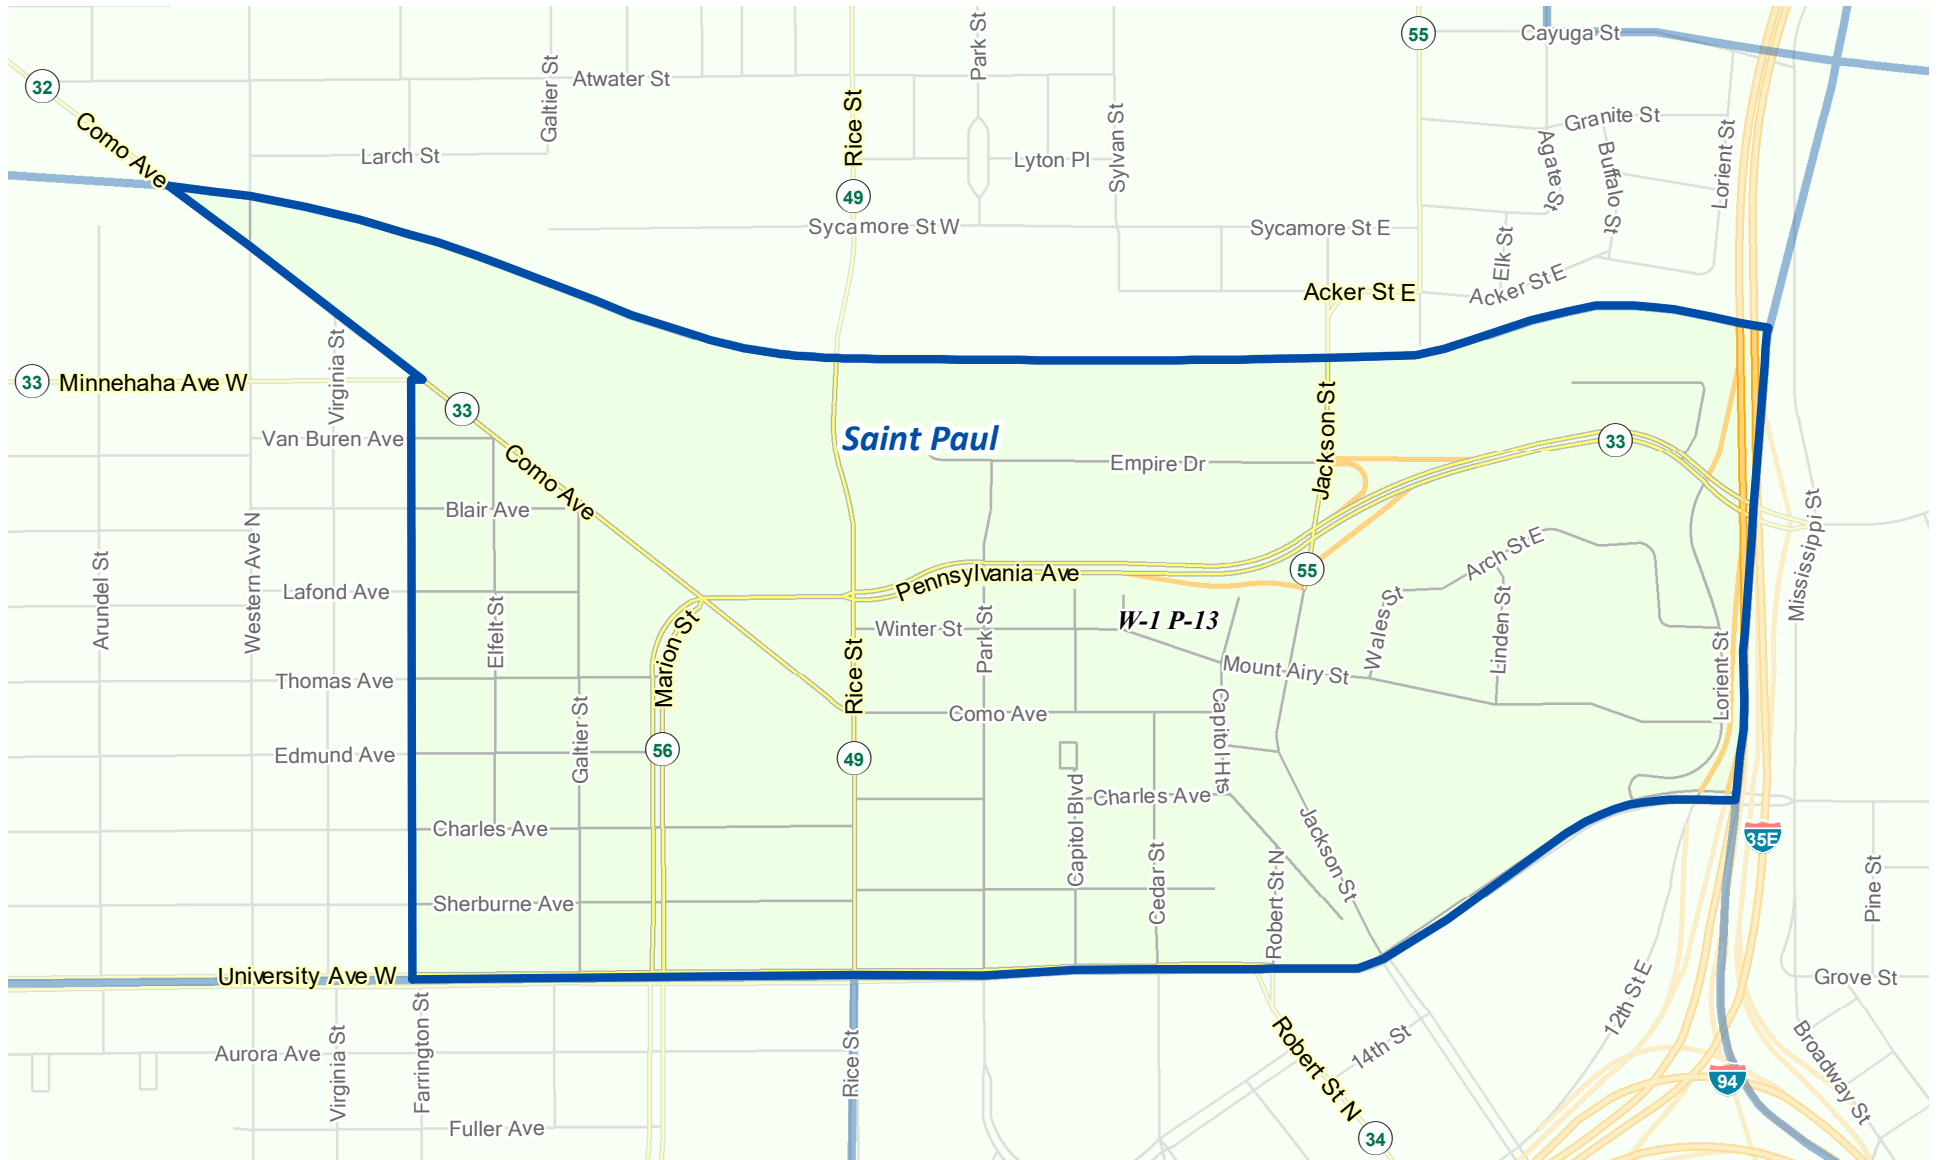 55
Cayuga St
Park St
Galtier St
Atwater St
32
Como Ave
Rice St
Sylvan St
Granite St
Lorient St
Agate St
Buffalo St
Larch St
Lyton Pl
49
Sycamore St W
Sycamore St E
Elk St
Acker St E
Acker St E
Virginia St
33
Minnehaha Ave W
33
Van Buren Ave
Como Ave
Saint Paul
Empire Dr
Jackson St
33
Blair Ave
Mississippi St
Western Ave N
Arundel St
Arch St E
55
Pennsylvania Ave
Lafond Ave
Elfelt St
Marion St
Winter St
Park St
W-1 P-13
Wales St
Linden St
Lorient St
Mount Airy St
Thomas Ave
Rice St
Galtier St
Como Ave
Capitol Hts
Edmund Ave
56
49
Capitol Blvd
Charles Ave
Charles Ave
Jackson St
35E
Cedar St
Robert St N
Pine St
Sherburne Ave
University Ave W
12th St E
Grove St
Farrington St
Virginia St
Aurora Ave
Rice St
Robert St N
14th St
94
Broadway St
Fuller Ave
34